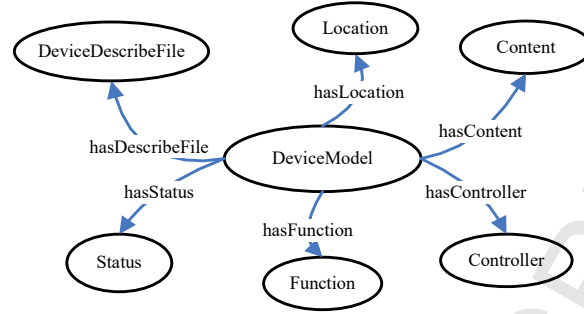 Location
DeviceDescribeFile
Content
hasLocation
hasContent
hasDescribeFile
DeviceModel
hasStatus
hasController
hasFunction
Status
Controller
Function